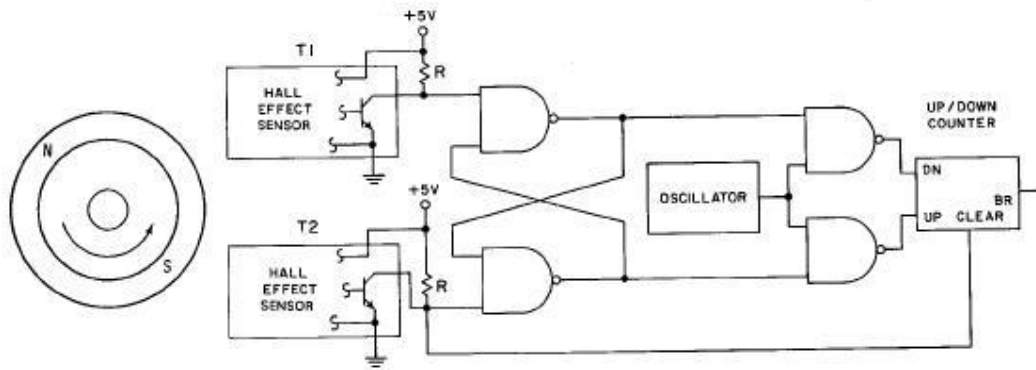 +5V
T1
R
HALL
EFFECT
SENSOR
UP/DOWN
COUNTER
N
S
OSCILLATOR
DN
BR
UP CLEAR
+5V
T2
R
HALL
EFFECT
SENSOR